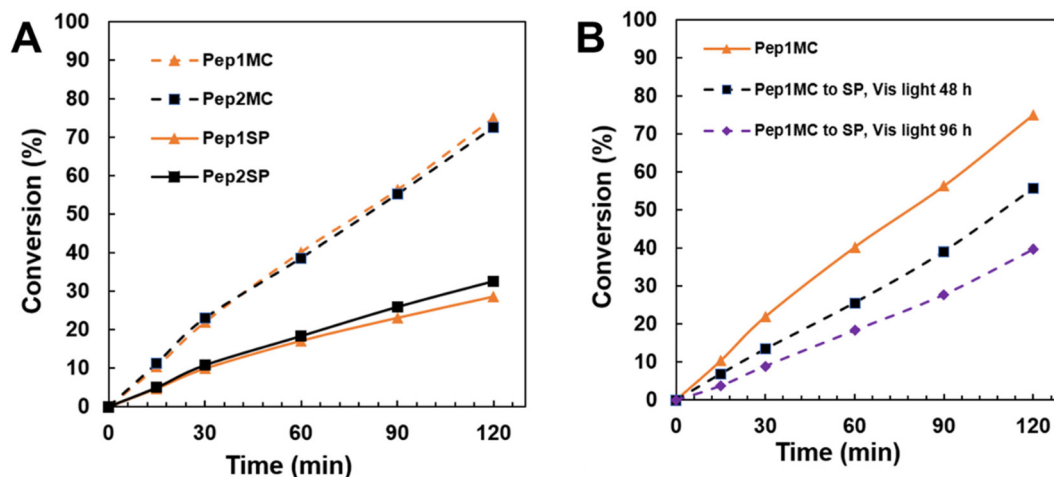 A
Conversion (%)
100
90
80
70
60
50
40
30
20
10
0
Pep1MC
Pep2MC
Pep1SP
Pep2SP
0 30 60 90 120
Time (min)
B
Conversion (%)
100
90
80
70
60
50
40
30
20
10
0
Pep1MC
Pep1MC to SP, Vis light 48 h
Pep1MC to SP, Vis light 96 h
0 30 60 90 120
Time (min)